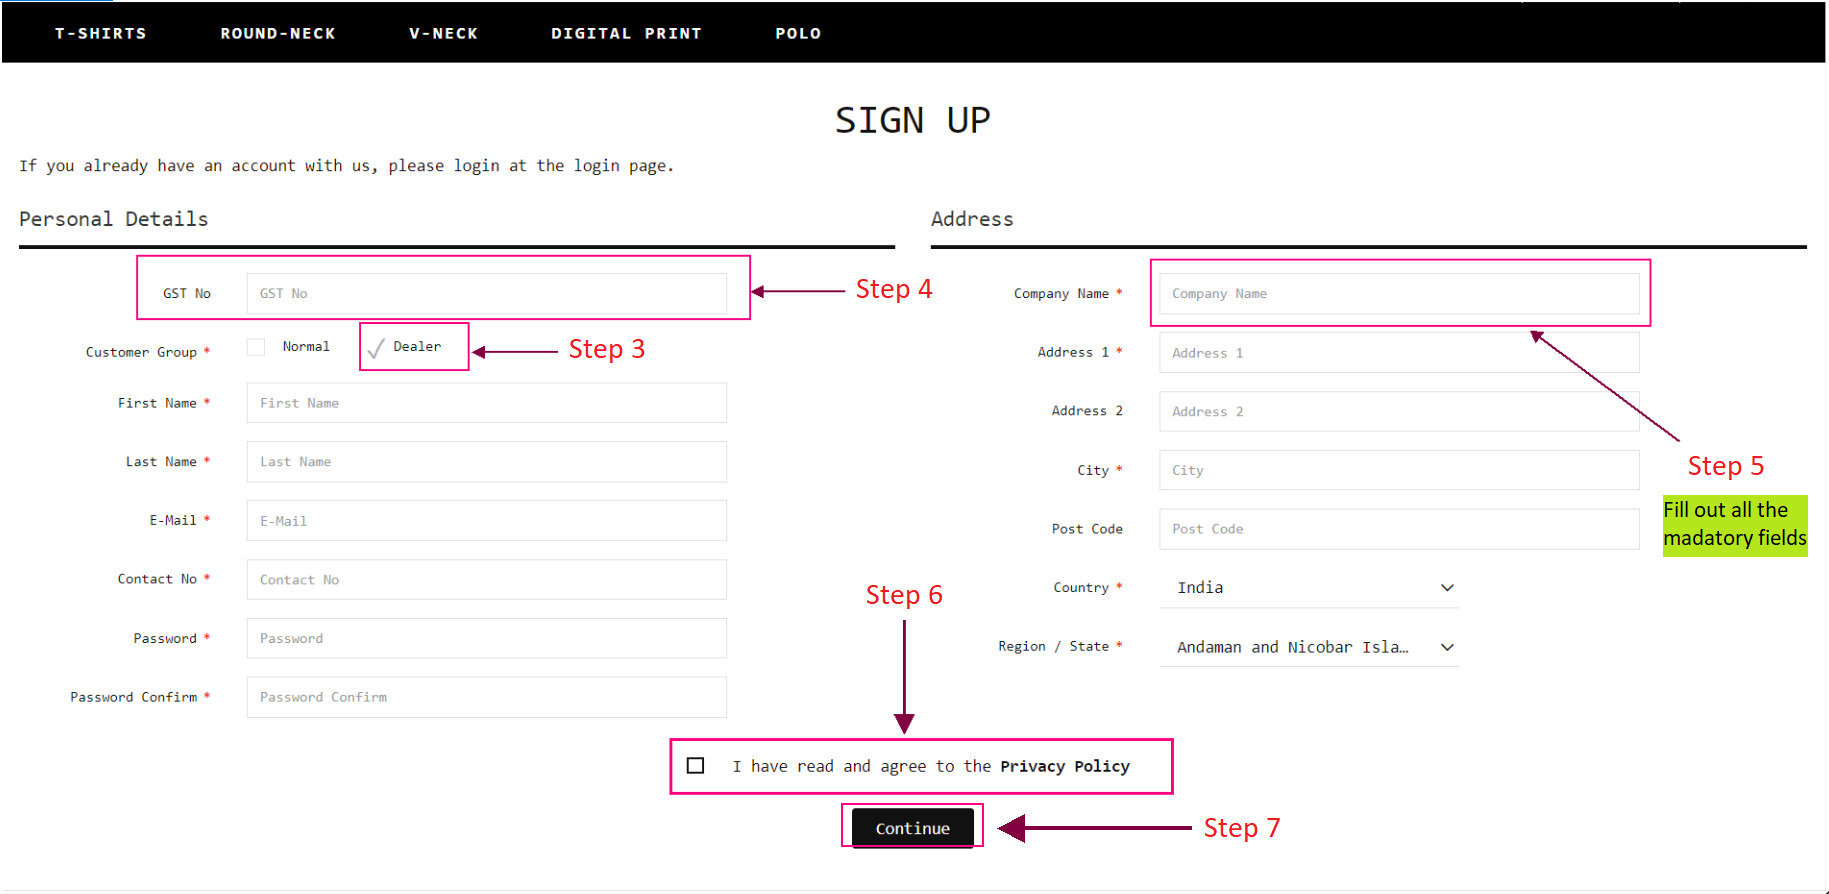 T-SHIRTS ROUND-NECK V-NECK DIGITAL PRINT POLO
SIGN UP
If you already have an account with us, please login at the login page.
Personal Details
GST No GST No
Step 4
Customer Group * Normal Dealer
Step 3
First Name * First Name
Last Name * Last Name
E-Mail * E-Mail
Contact No * Contact No
Password * Password
Password Confirm * Password Confirm
Address
Company Name * Company Name
Address 1 * Address 1
Address 2 Address 2
City * City
Step 5
Fill out all the
madatory fields
Post Code Post Code
Country * India
Region / State * Andaman and Nicobar Isla…
Step 6
I have read and agree to the Privacy Policy
Continue
Step 7